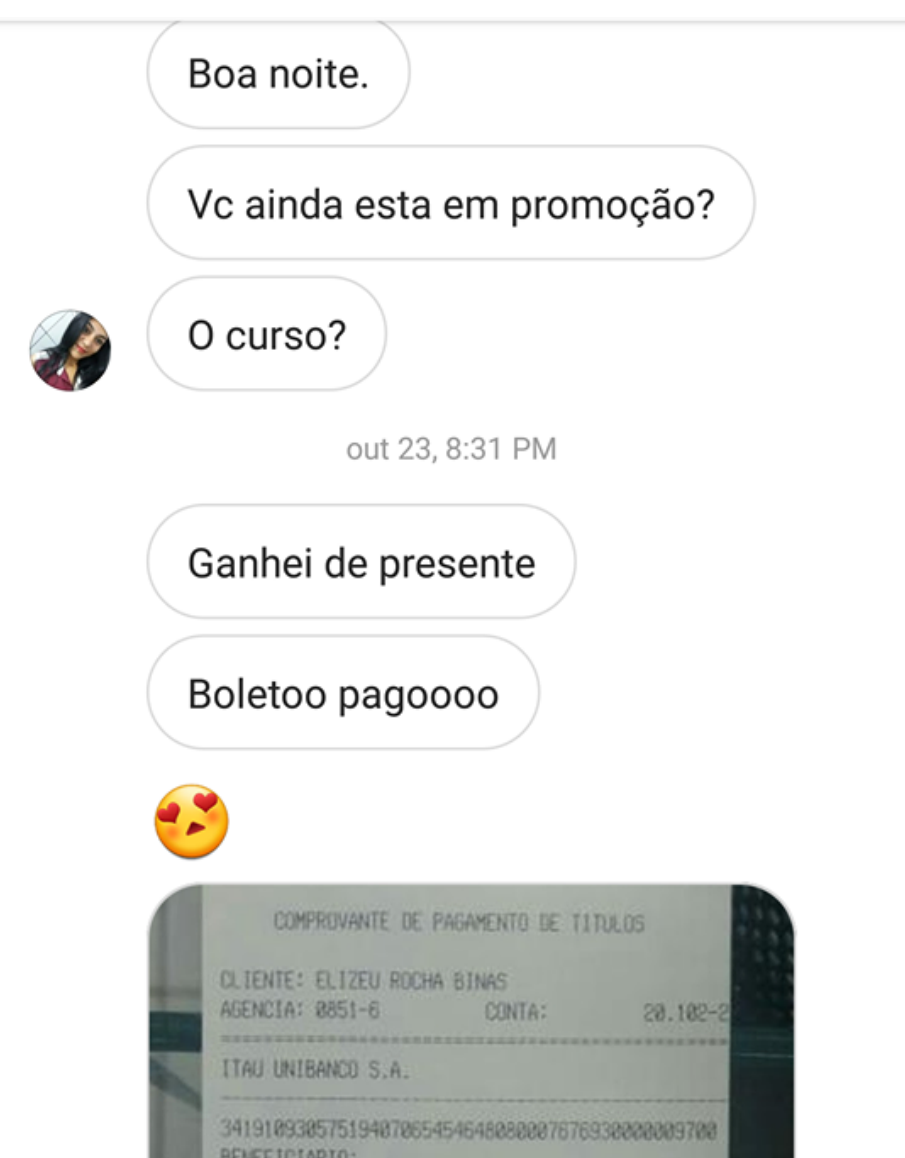 Boa noite.
Vc ainda esta em promoção?
O curso?
out 23, 8:31 PM
Ganhei de presente
Boletoo pagoooo
COMPROVANTE DE PAGAMENTO DE TITULOS
CLIENTE: ELIZEU ROCHA BINAS
AGENCIA: 0851-6 CONTA: 20.102-2
ITAU UNIBANCO S.A.
34191093057519407065454648080007676930000009700
BENEFICIARIO: